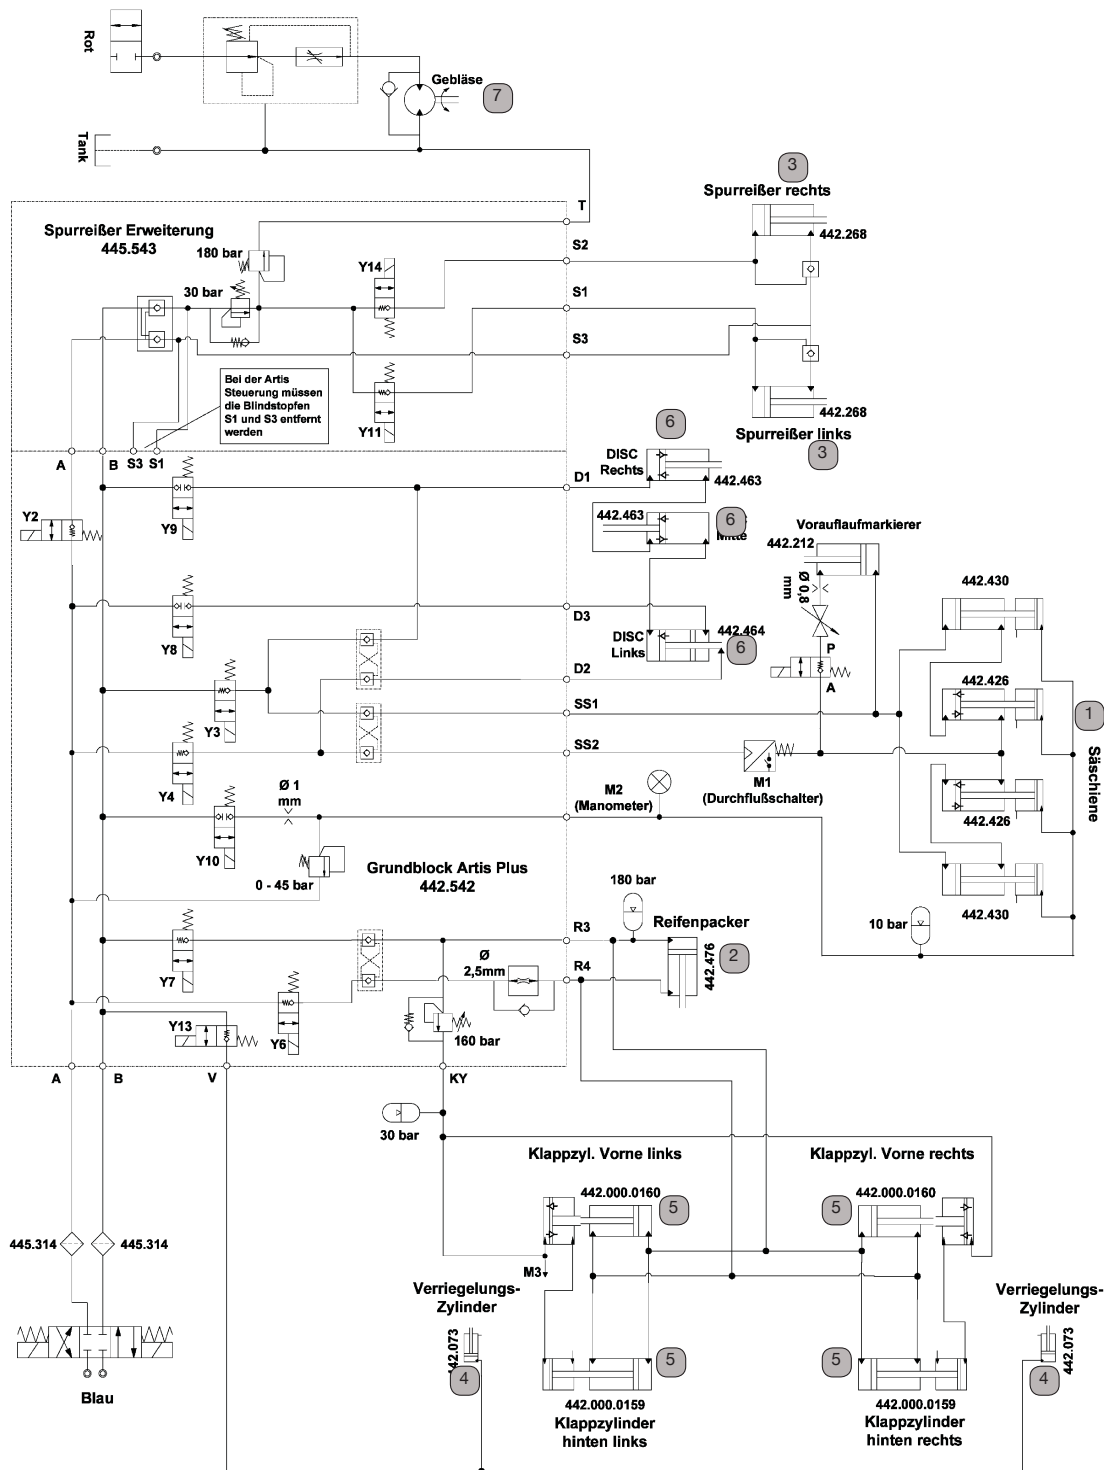 Rot
Gebläse
7
Tank
T
3
Spurreißer rechts
442.268
Spurreißer Erweiterung
445.543
180 bar
30 bar
Y14
S2
S1
S3
Bei der Artis
Steuerung müssen
die Blindstopfen
S1 und S3 entfernt
werden
Y11
442.268
Spurreißer links
3
A
B
S3
S1
6
DISC
Rechts
442.463
D1
Y9
Y2
442.463
6
Vorauflaufmarkierer
442.212
Ø 0,8
mm
P
A
442.430
D3
Y8
DISC
Links
442.464
6
D2
SS1
Y3
442.426
1
Säschiene
SS2
Y4
M1
(Durchflußschalter)
Ø 1
mm
M2
(Manometer)
442.426
Y10
0 - 45 bar
Grundblock Artis Plus
442.542
442.430
180 bar
10 bar
Reifenpacker
442.476
2
R3
R4
Y7
Ø
2,5mm
Y6
160 bar
Y13
A
B
V
KY
30 bar
Klappzyl. Vorne links
Klappzyl. Vorne rechts
442.000.0160
5
442.000.0160
5
445.314
445.314
M3
Verriegelungs-
Zylinder
442.073
4
Verriegelungs-
Zylinder
442.073
4
5
5
442.000.0159
Klappzylinder
hinten links
442.000.0159
Klappzylinder
hinten rechts
Blau